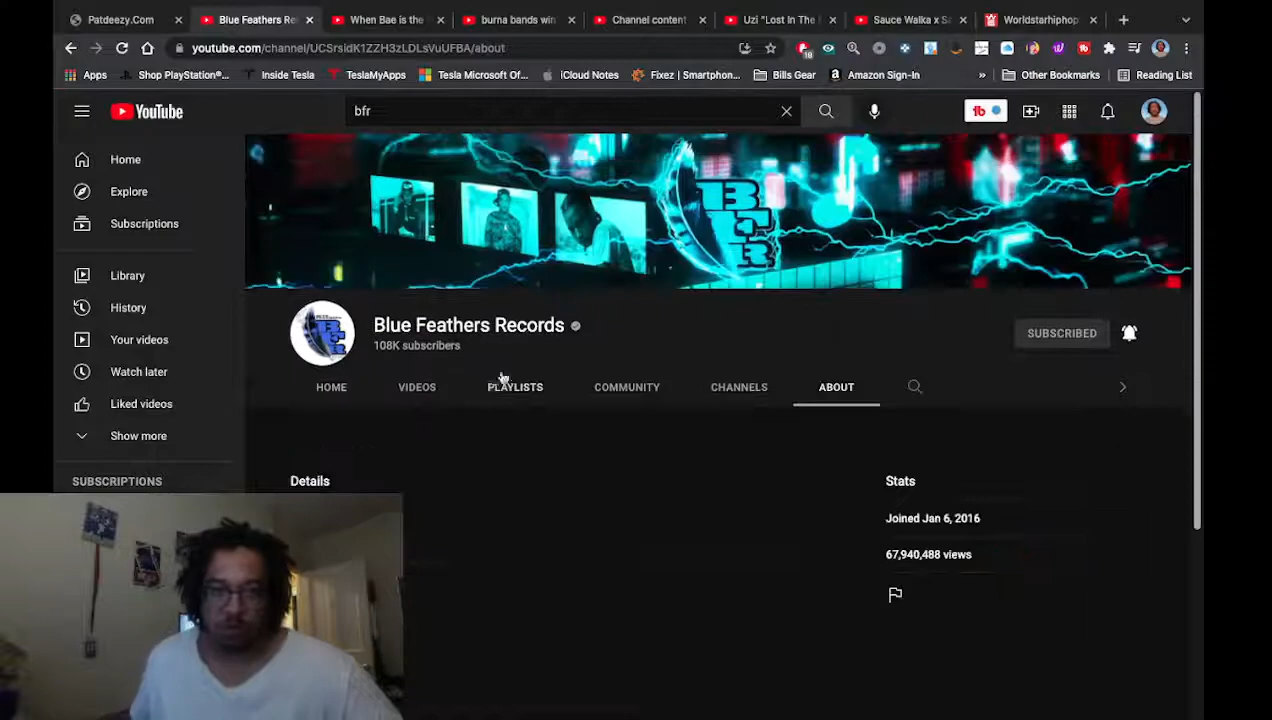 Patdeezy.Com
Blue Feathers Re
When Bae is the
burna bands win
Channel content
Uzi "Lost In The
Sauce Walka x Sa
Worldstarhiphop
youtube.com/channel/UCSrsidK1ZZH3zLDLsVuUFBA/about
18
Apps
Shop PlayStation®...
Inside Tesla
TeslaMyApps
Tesla Microsoft Of...
iCloud Notes
Fixez | Smartphon...
Bills Gear
Amazon Sign-In
»
Other Bookmarks
Reading List
YouTube
bfr
tb
Home
Explore
Subscriptions
Library
History
Your videos
Watch later
Liked videos
Show more
SUBSCRIPTIONS
BFR
Blue Feathers Records
108K subscribers
SUBSCRIBED
HOME
VIDEOS
PLAYLISTS
COMMUNITY
CHANNELS
ABOUT
Details
Stats
Joined Jan 6, 2016
67,940,488 views